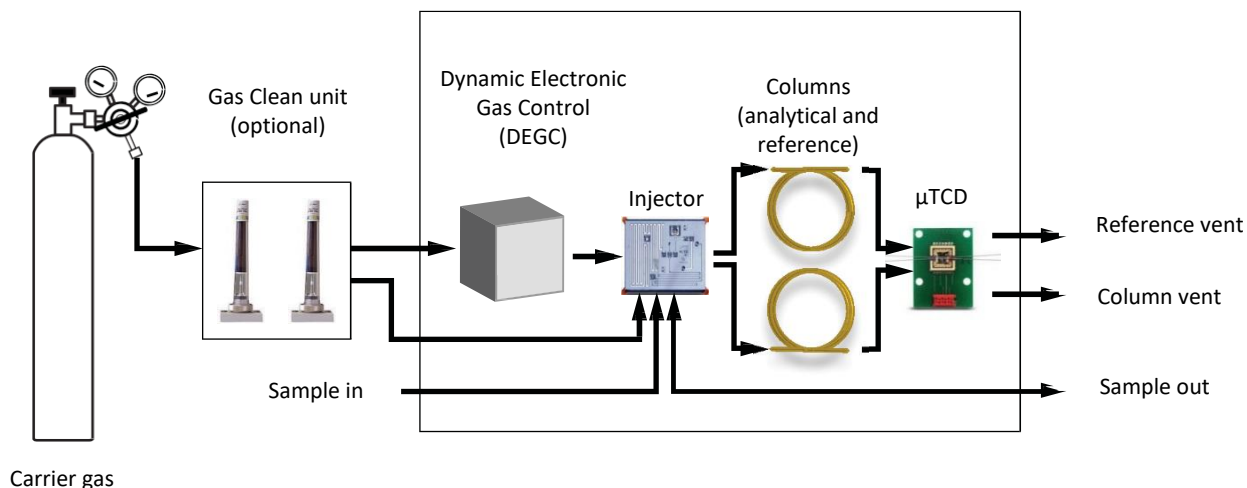 Dynamic Electronic
Gas Control
(DEGC)
Gas Clean unit
(optional)
Columns
(analytical and
reference)
Injector
µTCD
Reference vent
Column vent
Sample in
Sample out
Carrier gas